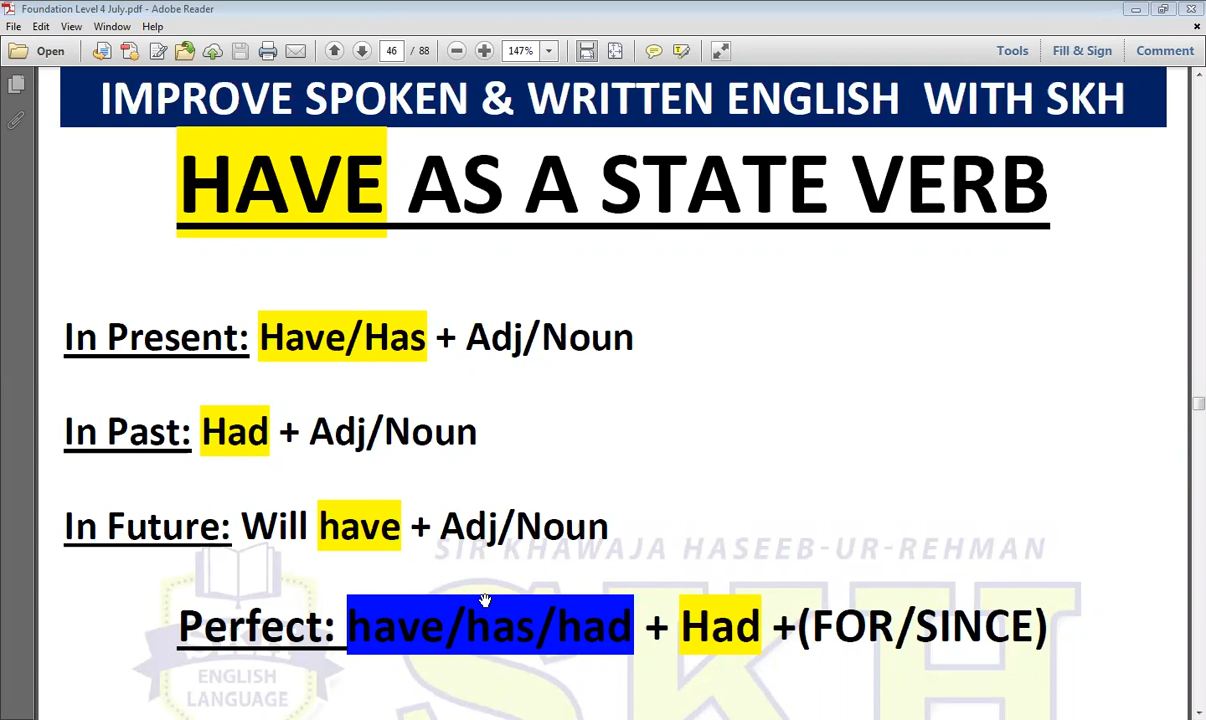 Foundation Level 4 July.pdf - Adobe Reader
File Edit View Window Help
Open 46 / 88 147% Tools Fill & Sign Comment
IMPROVE SPOKEN & WRITTEN ENGLISH WITH SKH
HAVE AS A STATE VERB
In Present: Have/Has + Adj/Noun
In Past: Had + Adj/Noun
In Future: Will have + Adj/Noun
SIR KHAWAJA HASEEB-UR-REHMAN
Perfect: have/has/had + Had +(FOR/SINCE)
SKH
ENGLISH
LANGUAGE